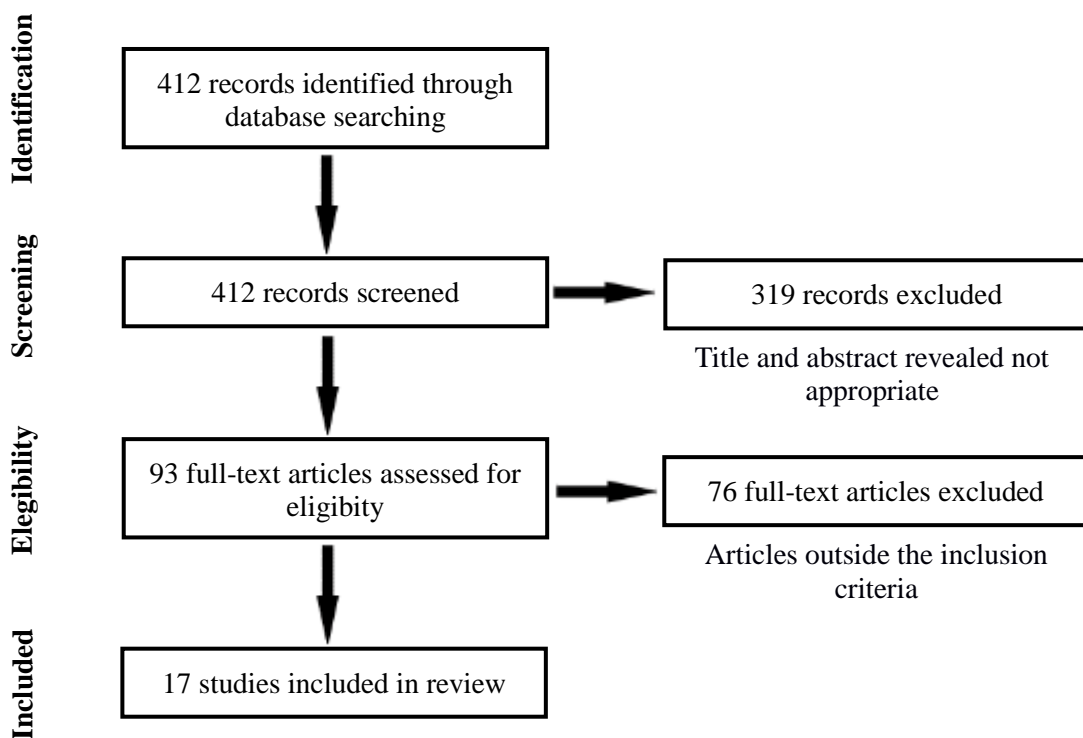 Identification
412 records identified through
database searching
Screening
412 records screened
319 records excluded
Title and abstract revealed not
appropriate
Elegibility
93 full-text articles assessed for
eligibity
76 full-text articles excluded
Articles outside the inclusion
criteria
Included
17 studies included in review